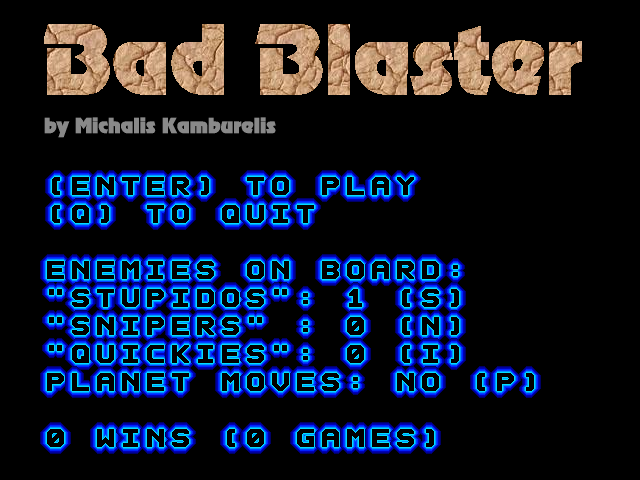 Bad Blaster
by Michalis Kamburelis
(ENTER) TO PLAY
(Q) TO QUIT
ENEMIES ON BOARD:
"STUPIDOS": 1 (S)
"SNIPERS" : 0 (N)
"QUICKIES": 0 (I)
PLANET MOVES: NO (P)
0 WINS (0 GAMES)